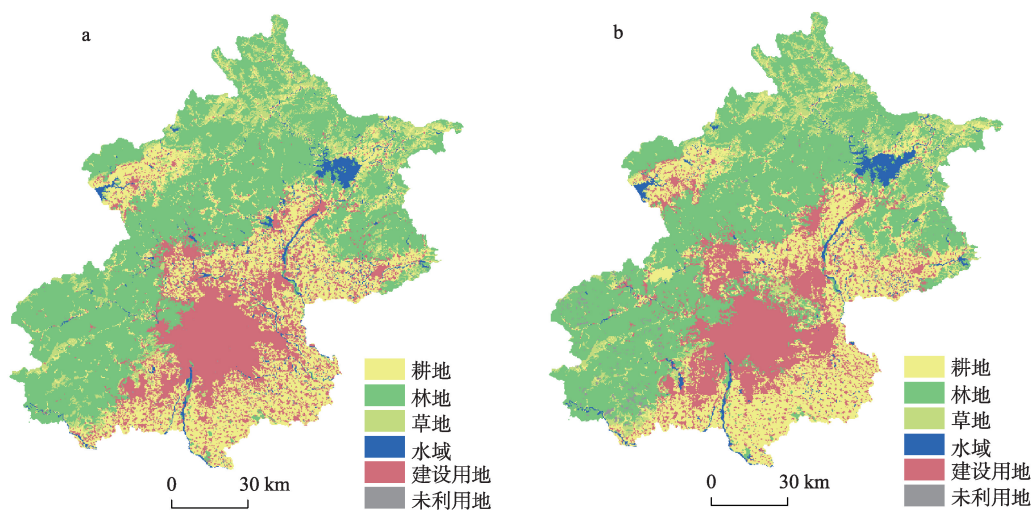 a
耕地
林地
草地
水域
建设用地
未利用地
0 30 km
b
耕地
林地
草地
水域
建设用地
未利用地
0 30 km